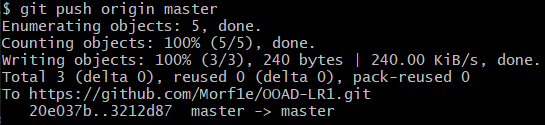 $ git push origin master
Enumerating objects: 5, done.
Counting objects: 100% (5/5), done.
Writing objects: 100% (3/3), 240 bytes | 240.00 KiB/s, done.
Total 3 (delta 0), reused 0 (delta 0), pack-reused 0
To https://github.com/Morf1e/OOAD-LR1.git
   20e037b..3212d87  master -> master